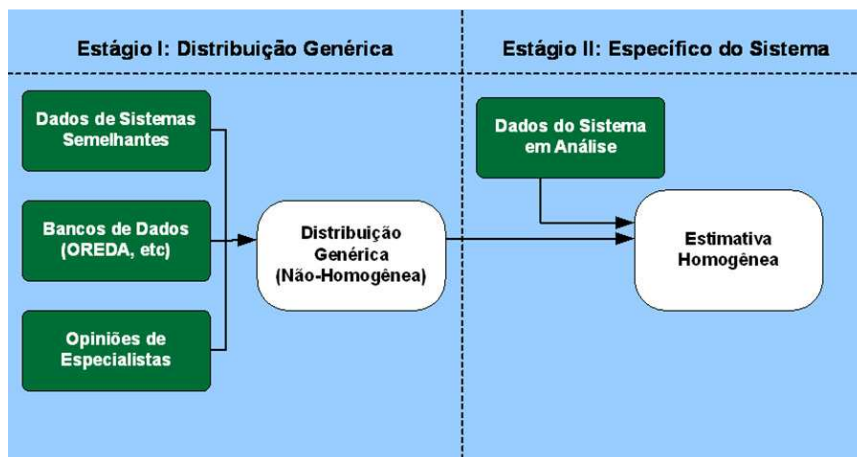 Estágio I: Distribuição Genérica
Estágio II: Específico do Sistema
Dados de Sistemas
Semelhantes
Bancos de Dados
(OREDA, etc)
Opiniões de
Especialistas
Distribuição
Genérica
(Não-Homogênea)
Dados do Sistema
em Análise
Estimativa
Homogênea